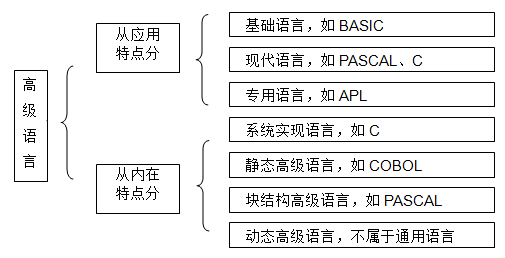 高
级
语
言
从应用
特点分
基础语言，如 BASIC
现代语言，如 PASCAL、C
专用语言，如 APL
从内在
特点分
系统实现语言，如 C
静态高级语言，如 COBOL
块结构高级语言，如 PASCAL
动态高级语言，不属于通用语言